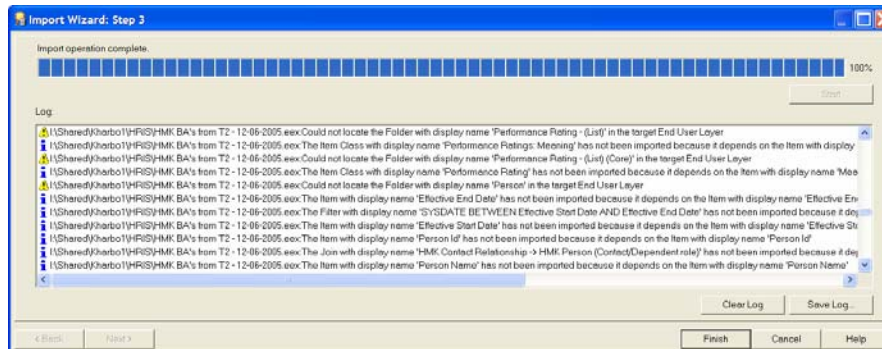 Import Wizard: Step 3
Import operation complete.
100%
Start
Log:
I:\Shared\Kharbo1\HRIS\HMK BA's from T2 - 12-06-2005.eex:Could not locate the Folder with display name 'Performance Rating - (List)' in the target End User Layer
I:\Shared\Kharbo1\HRIS\HMK BA's from T2 - 12-06-2005.eex:The Item Class with display name 'Performance Ratings: Meaning' has not been imported because it depends on the Item with display
I:\Shared\Kharbo1\HRIS\HMK BA's from T2 - 12-06-2005.eex:Could not locate the Folder with display name 'Performance Rating - (List) (Core)' in the target End User Layer
I:\Shared\Kharbo1\HRIS\HMK BA's from T2 - 12-06-2005.eex:The Item Class with display name 'Performance Rating' has not been imported because it depends on the Item with display name 'Mea
I:\Shared\Kharbo1\HRIS\HMK BA's from T2 - 12-06-2005.eex:Could not locate the Folder with display name 'Person' in the target End User Layer
I:\Shared\Kharbo1\HRIS\HMK BA's from T2 - 12-06-2005.eex:The Item with display name 'Effective End Date' has not been imported because it depends on the Item with display name 'Effective En
I:\Shared\Kharbo1\HRIS\HMK BA's from T2 - 12-06-2005.eex:The Filter with display name 'SYSDATE BETWEEN Effective Start Date AND Effective End Date' has not been imported because it de
I:\Shared\Kharbo1\HRIS\HMK BA's from T2 - 12-06-2005.eex:The Item with display name 'Effective Start Date' has not been imported because it depends on the Item with display name 'Effective St
I:\Shared\Kharbo1\HRIS\HMK BA's from T2 - 12-06-2005.eex:The Item with display name 'Person Id' has not been imported because it depends on the Item with display name 'Person Id'
I:\Shared\Kharbo1\HRIS\HMK BA's from T2 - 12-06-2005.eex:The Join with display name 'HMK Contact Relationship -> HMK Person (Contact/Dependent role)' has not been imported because it de
I:\Shared\Kharbo1\HRIS\HMK BA's from T2 - 12-06-2005.eex:The Item with display name 'Person Name' has not been imported because it depends on the Item with display name 'Person Name'
Clear Log
Save Log...
< Back
Next >
Finish
Cancel
Help